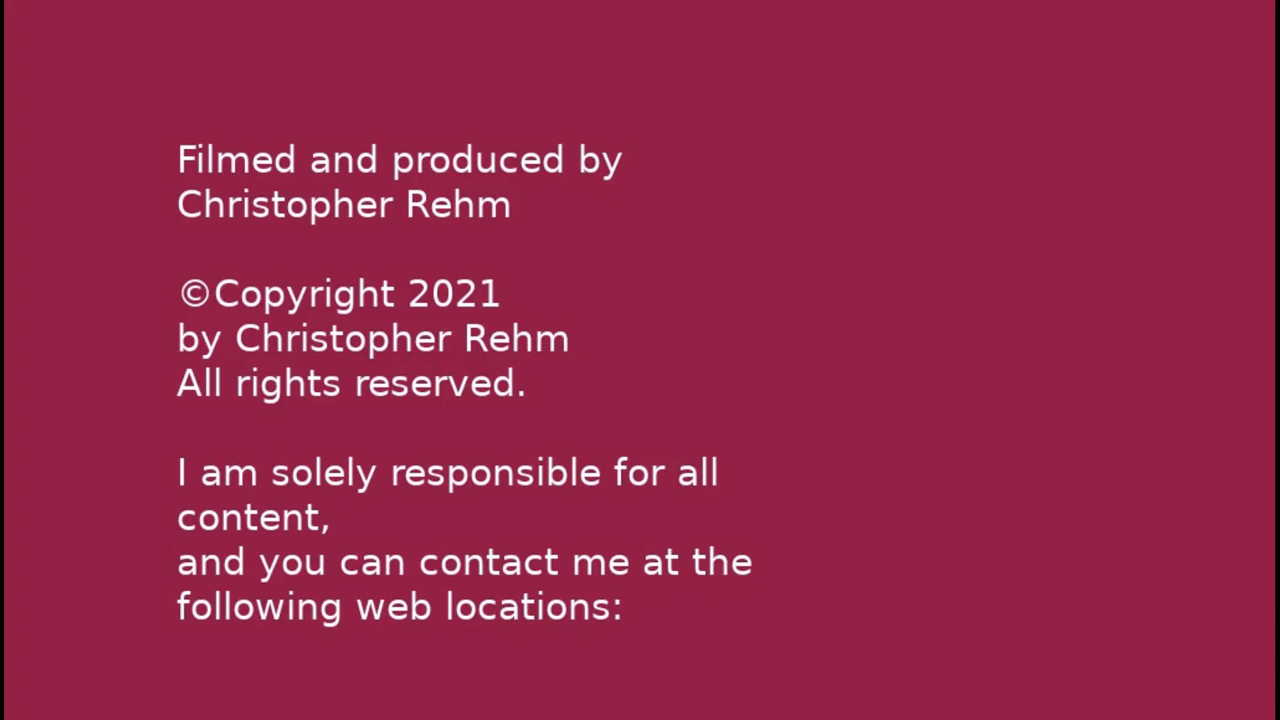 Filmed and produced by
Christopher Rehm
©Copyright 2021
by Christopher Rehm
All rights reserved.
I am solely responsible for all
content,
and you can contact me at the
following web locations: